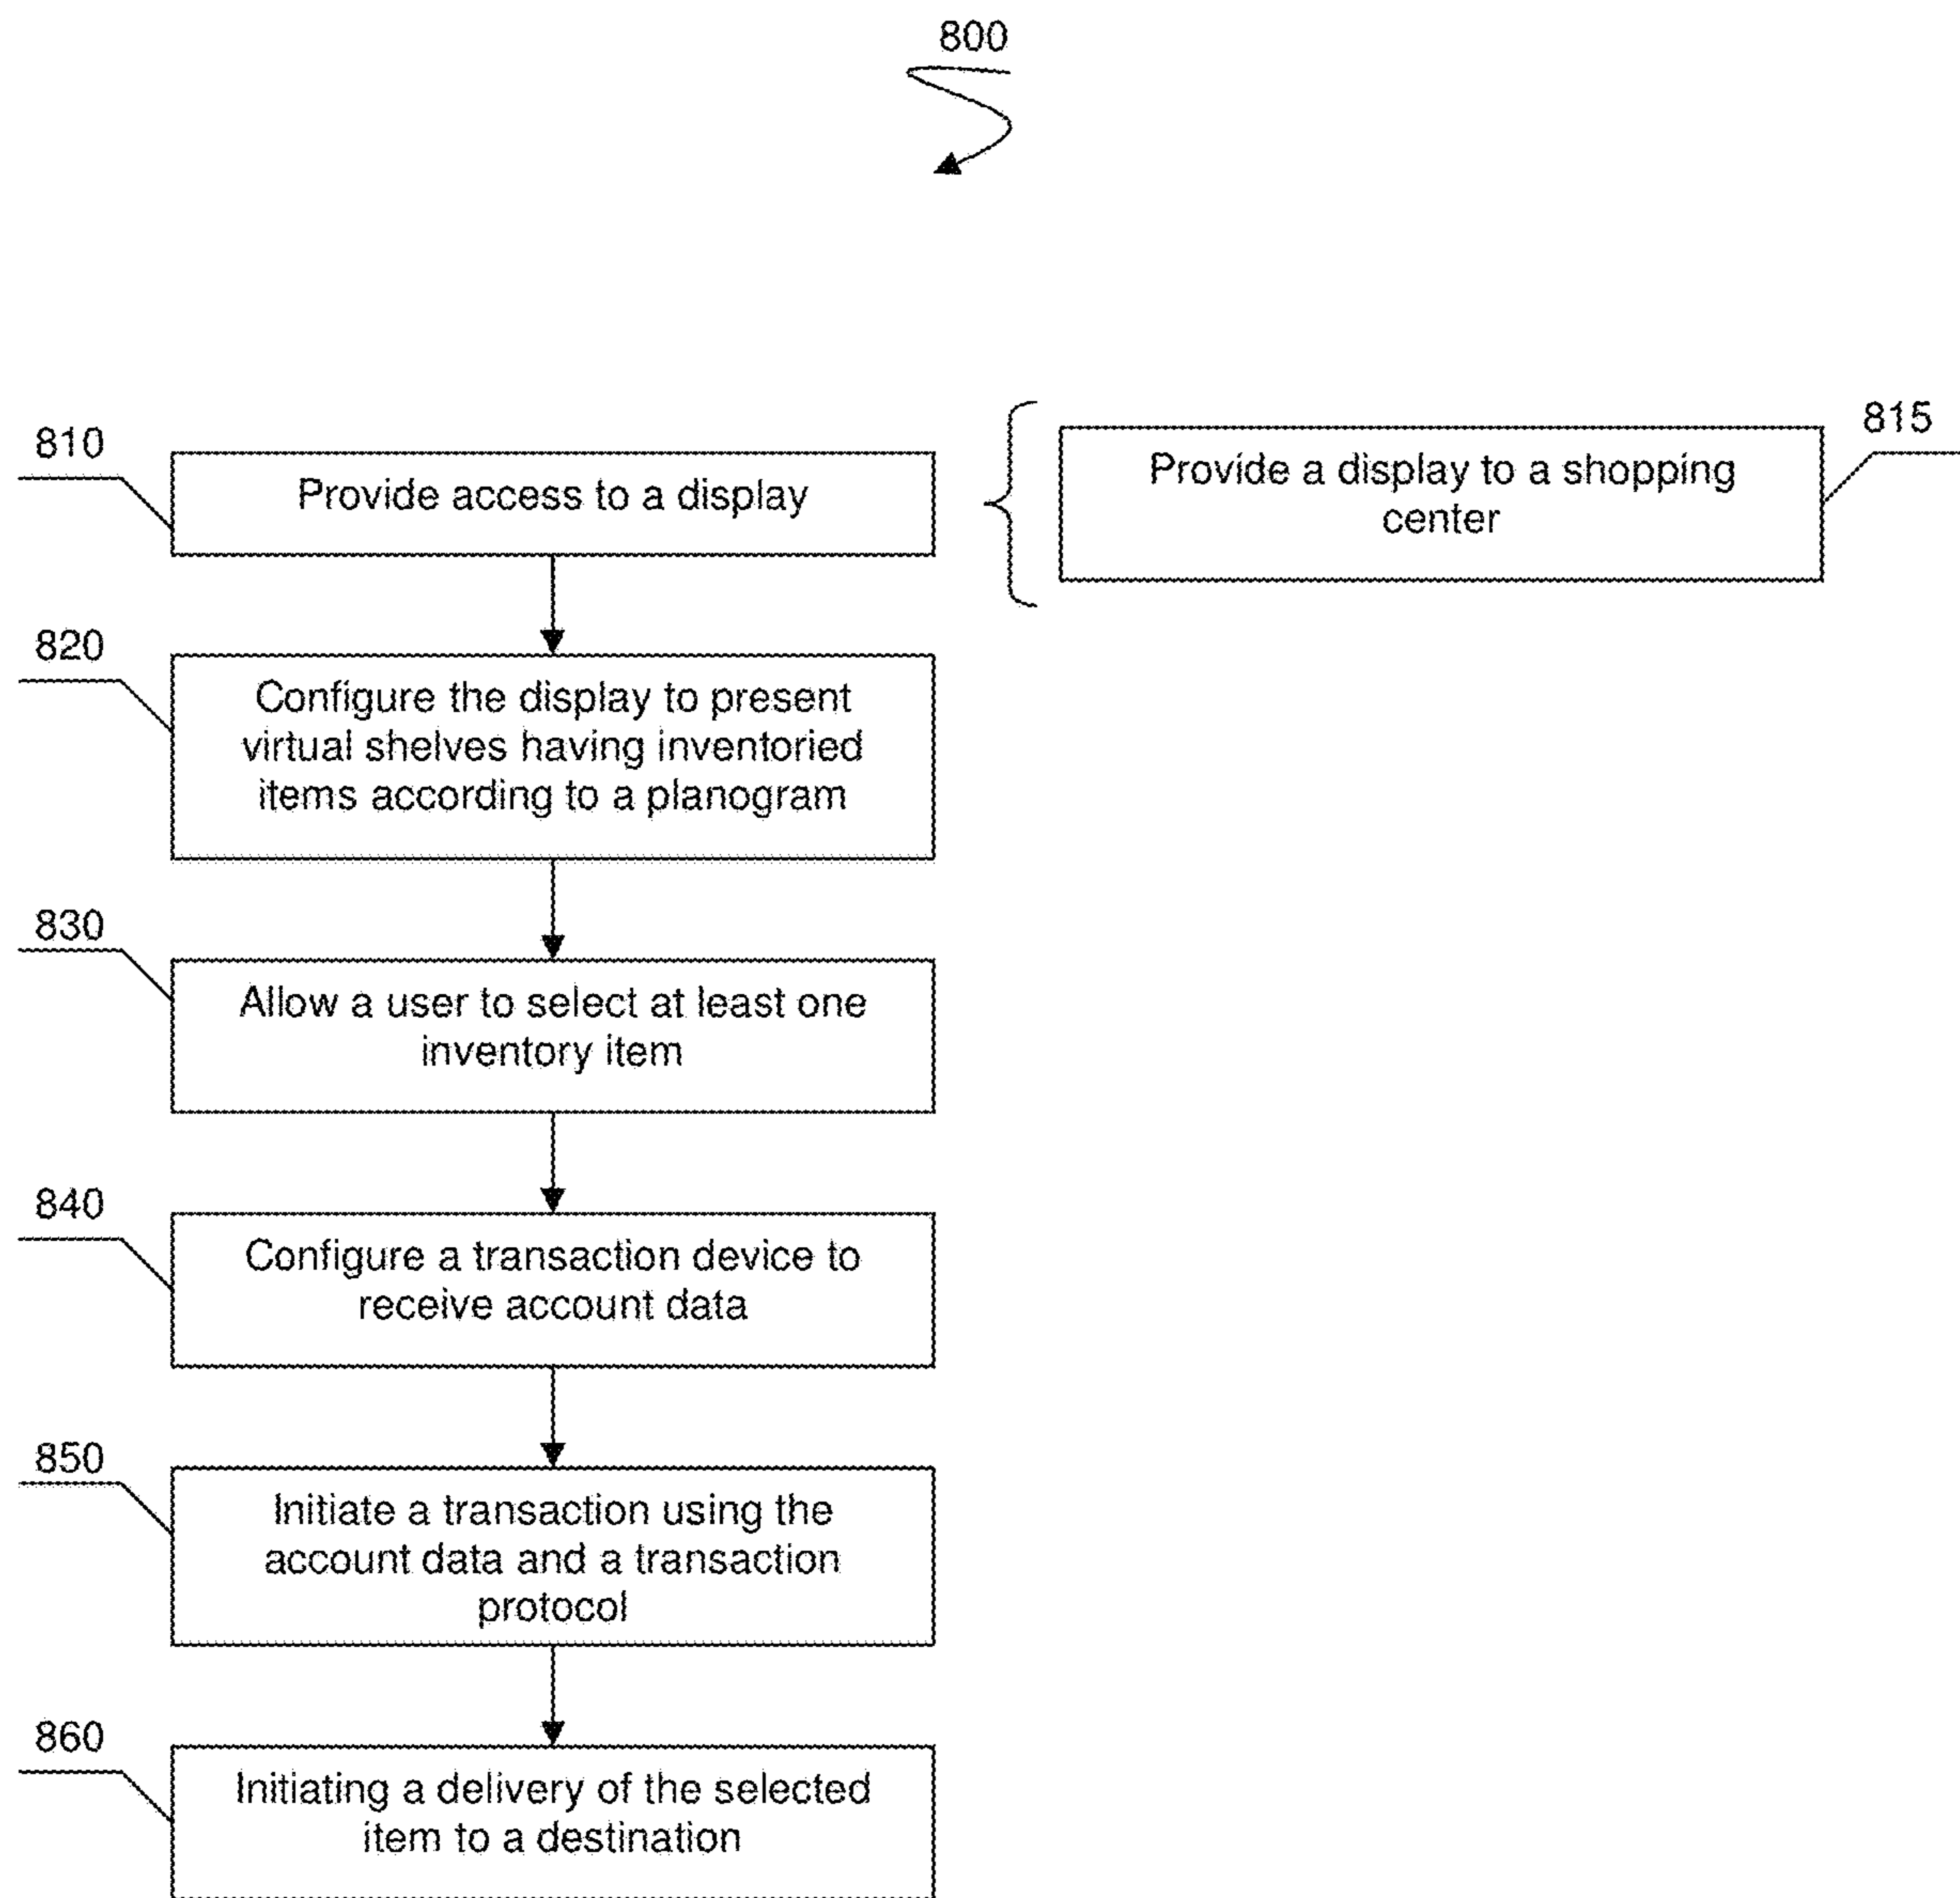 800
810
Provide access to a display
815
Provide a display to a shopping
center
820
Configure the display to present
virtual shelves having inventoried
items according to a planogram
830
Allow a user to select at least one
inventory item
840
Configure a transaction device to
receive account data
850
Initiate a transaction using the
account data and a transaction
protocol
860
Initiating a delivery of the selected
item to a destination